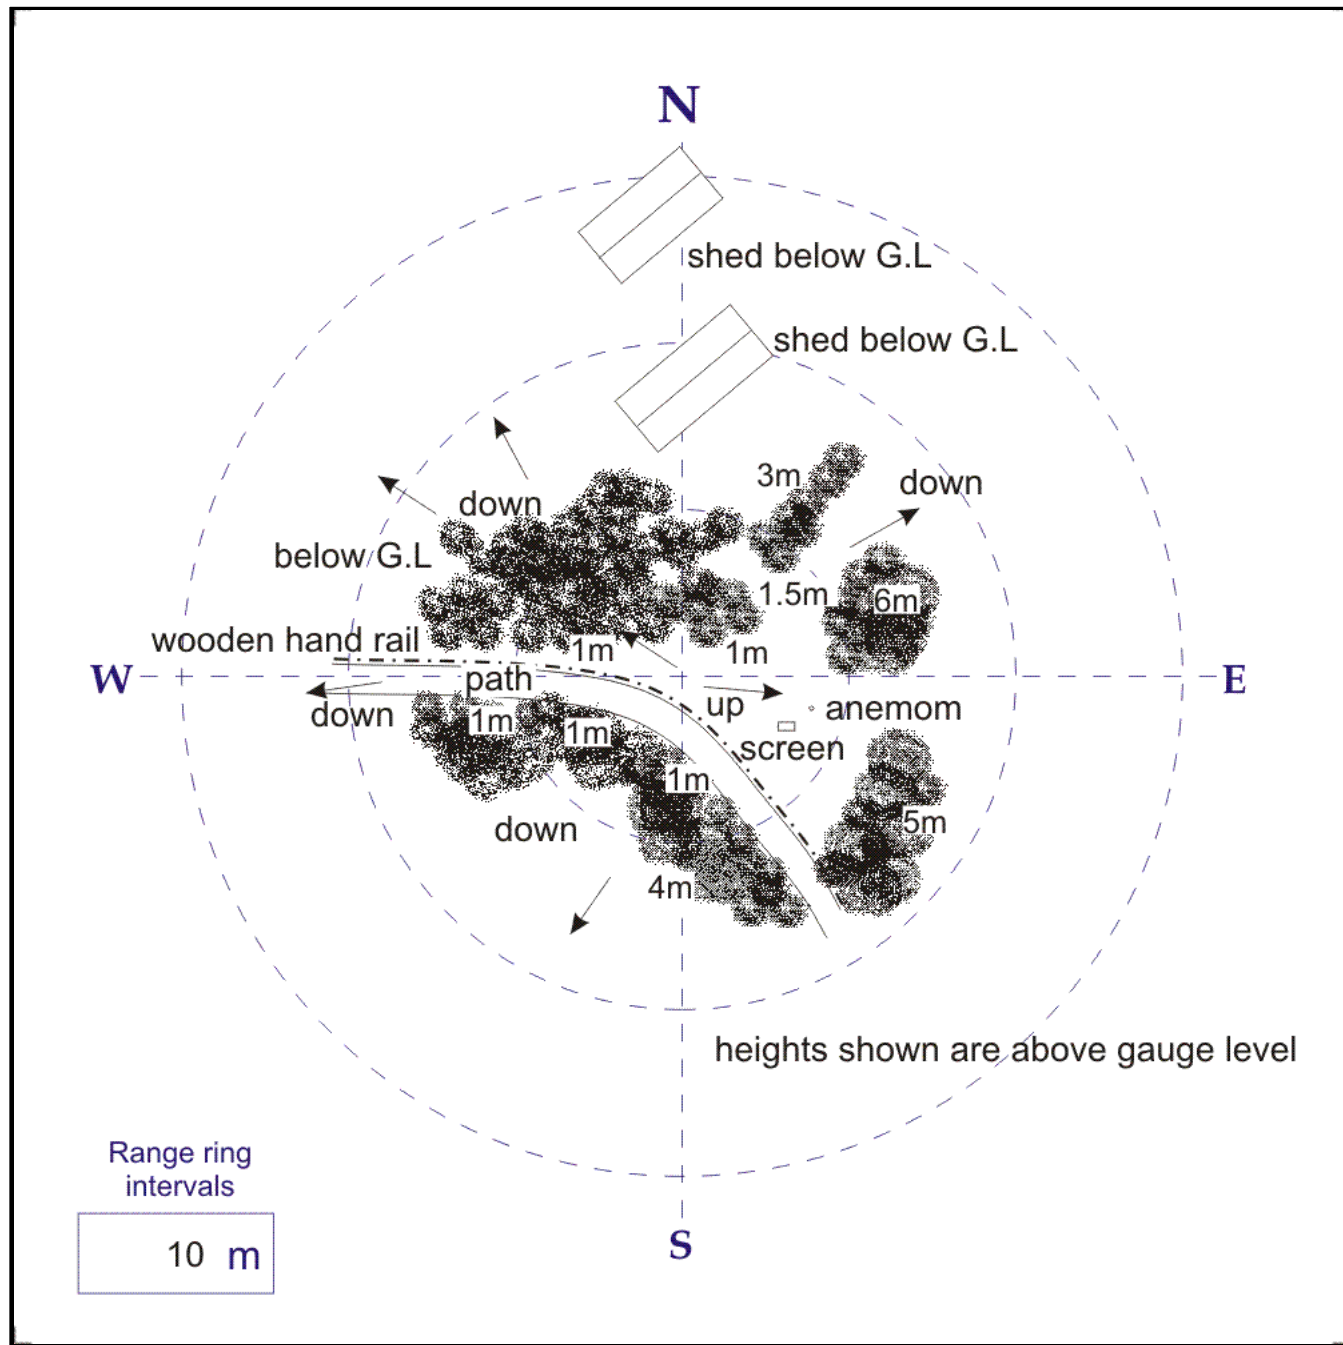 N
shed below G.L
shed below G.L
3m
down
down
below G.L
1.5m
6m
wooden hand rail
1m
1m
W
path
E
down
up
anemom
1m
1m
screen
1m
down
5m
4m
heights shown are above gauge level
Range ring
intervals
10 m
S